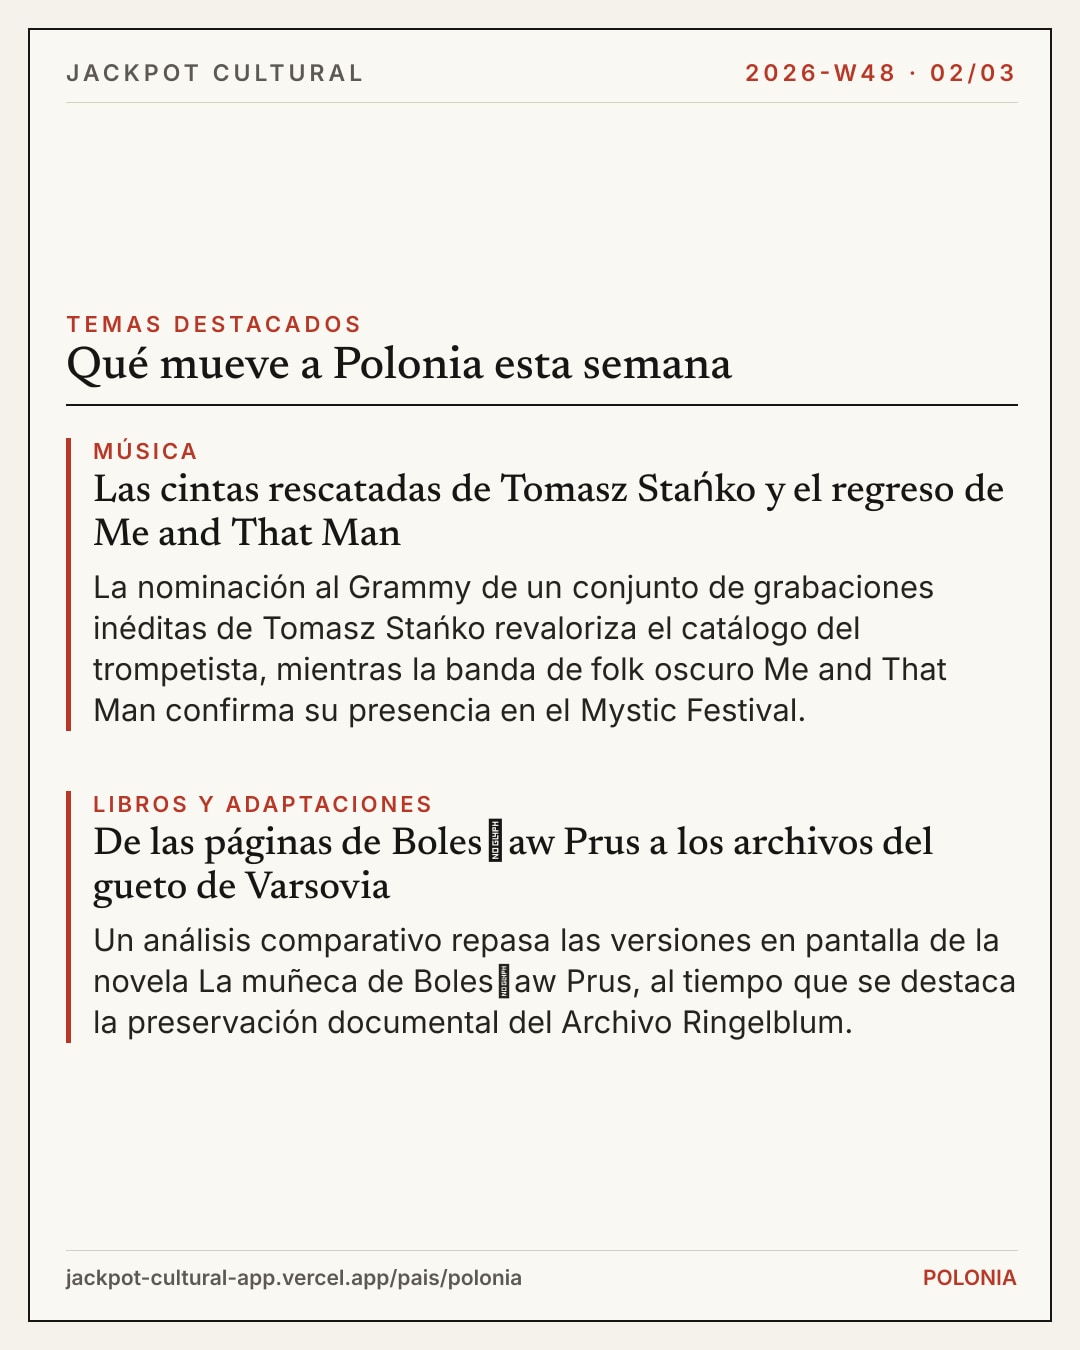 JACKPOT CULTURAL
2026-W48 · 02/03
TEMAS DESTACADOS
Qué mueve a Polonia esta semana
MÚSICA
Las cintas rescatadas de Tomasz Stańko y el regreso de
Me and That Man
La nominación al Grammy de un conjunto de grabaciones
inéditas de Tomasz Stańko revaloriza el catálogo del
trompetista, mientras la banda de folk oscuro Me and That
Man confirma su presencia en el Mystic Festival.
LIBROS Y ADAPTACIONES
De las páginas de Boles▯aw Prus a los archivos del
gueto de Varsovia
Un análisis comparativo repasa las versiones en pantalla de la
novela La muñeca de Boles▯aw Prus, al tiempo que se destaca
la preservación documental del Archivo Ringelblum.
jackpot-cultural-app.vercel.app/pais/polonia
POLONIA